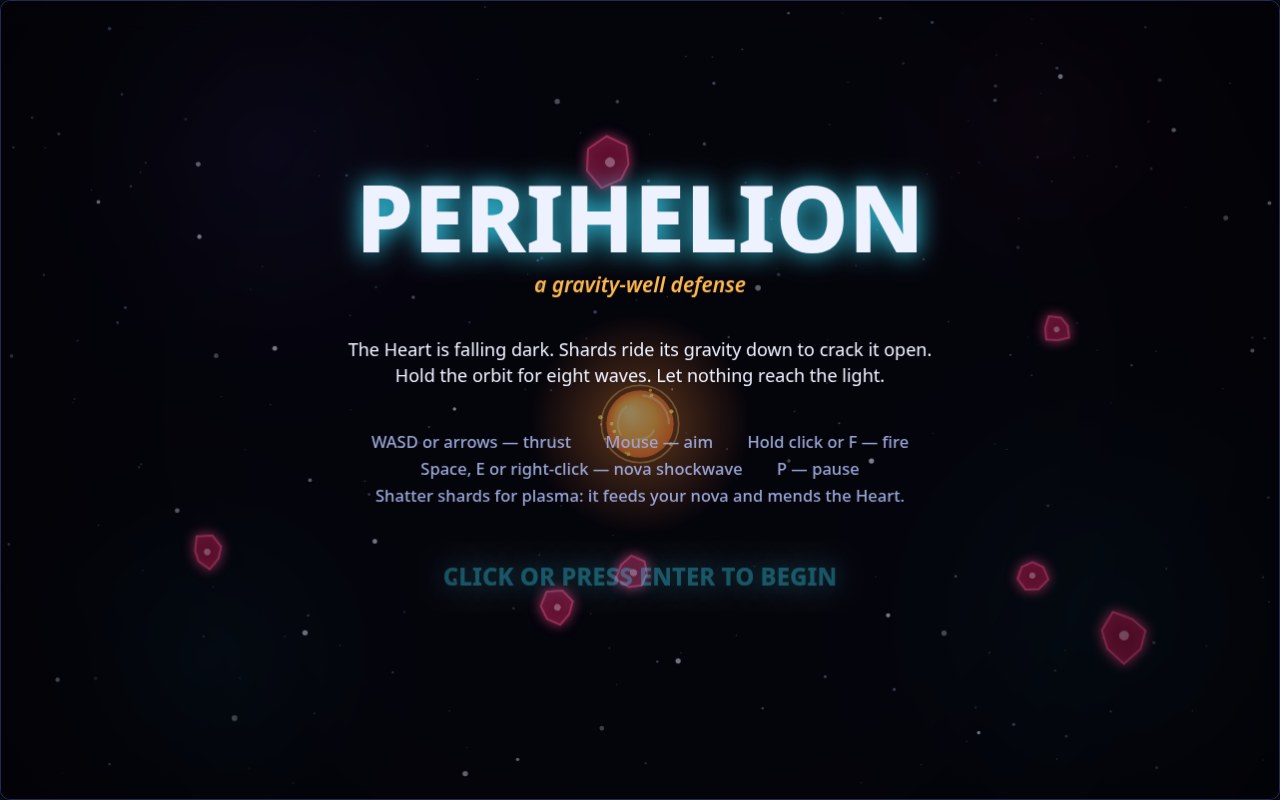 PERIHELION
a gravity-well defense
The Heart is falling dark. Shards ride its gravity down to crack it open.
Hold the orbit for eight waves. Let nothing reach the light.
WASD or arrows — thrust Mouse — aim Hold click or F — fire
Space, E or right-click — nova shockwave P — pause
Shatter shards for plasma: it feeds your nova and mends the Heart.
CLICK OR PRESS ENTER TO BEGIN